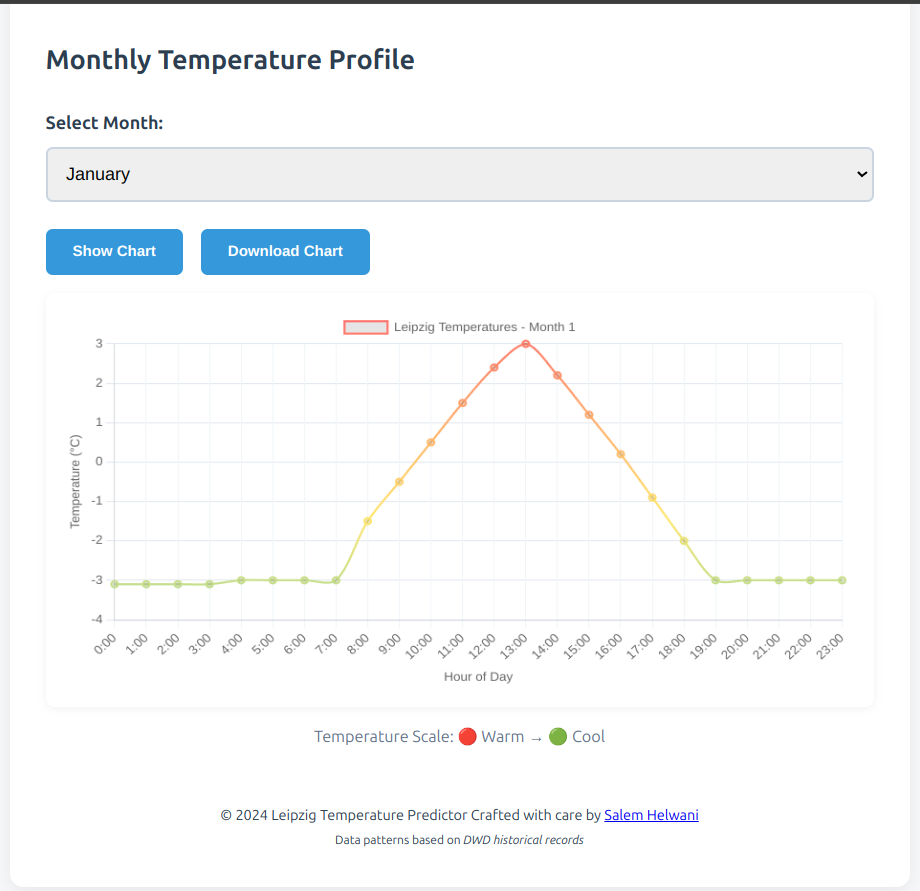 Monthly Temperature Profile
Select Month:
January
Show Chart
Download Chart
Leipzig Temperatures - Month 1
3
2
1
0
-1
-2
-3
-4
Temperature (°C)
0:00 1:00 2:00 3:00 4:00 5:00 6:00 7:00 8:00 9:00 10:00 11:00 12:00 13:00 14:00 15:00 16:00 17:00 18:00 19:00 20:00 21:00 22:00 23:00
Hour of Day
Temperature Scale: 🔴 Warm → 🟢 Cool
© 2024 Leipzig Temperature Predictor Crafted with care by Salem Helwani
Data patterns based on DWD historical records